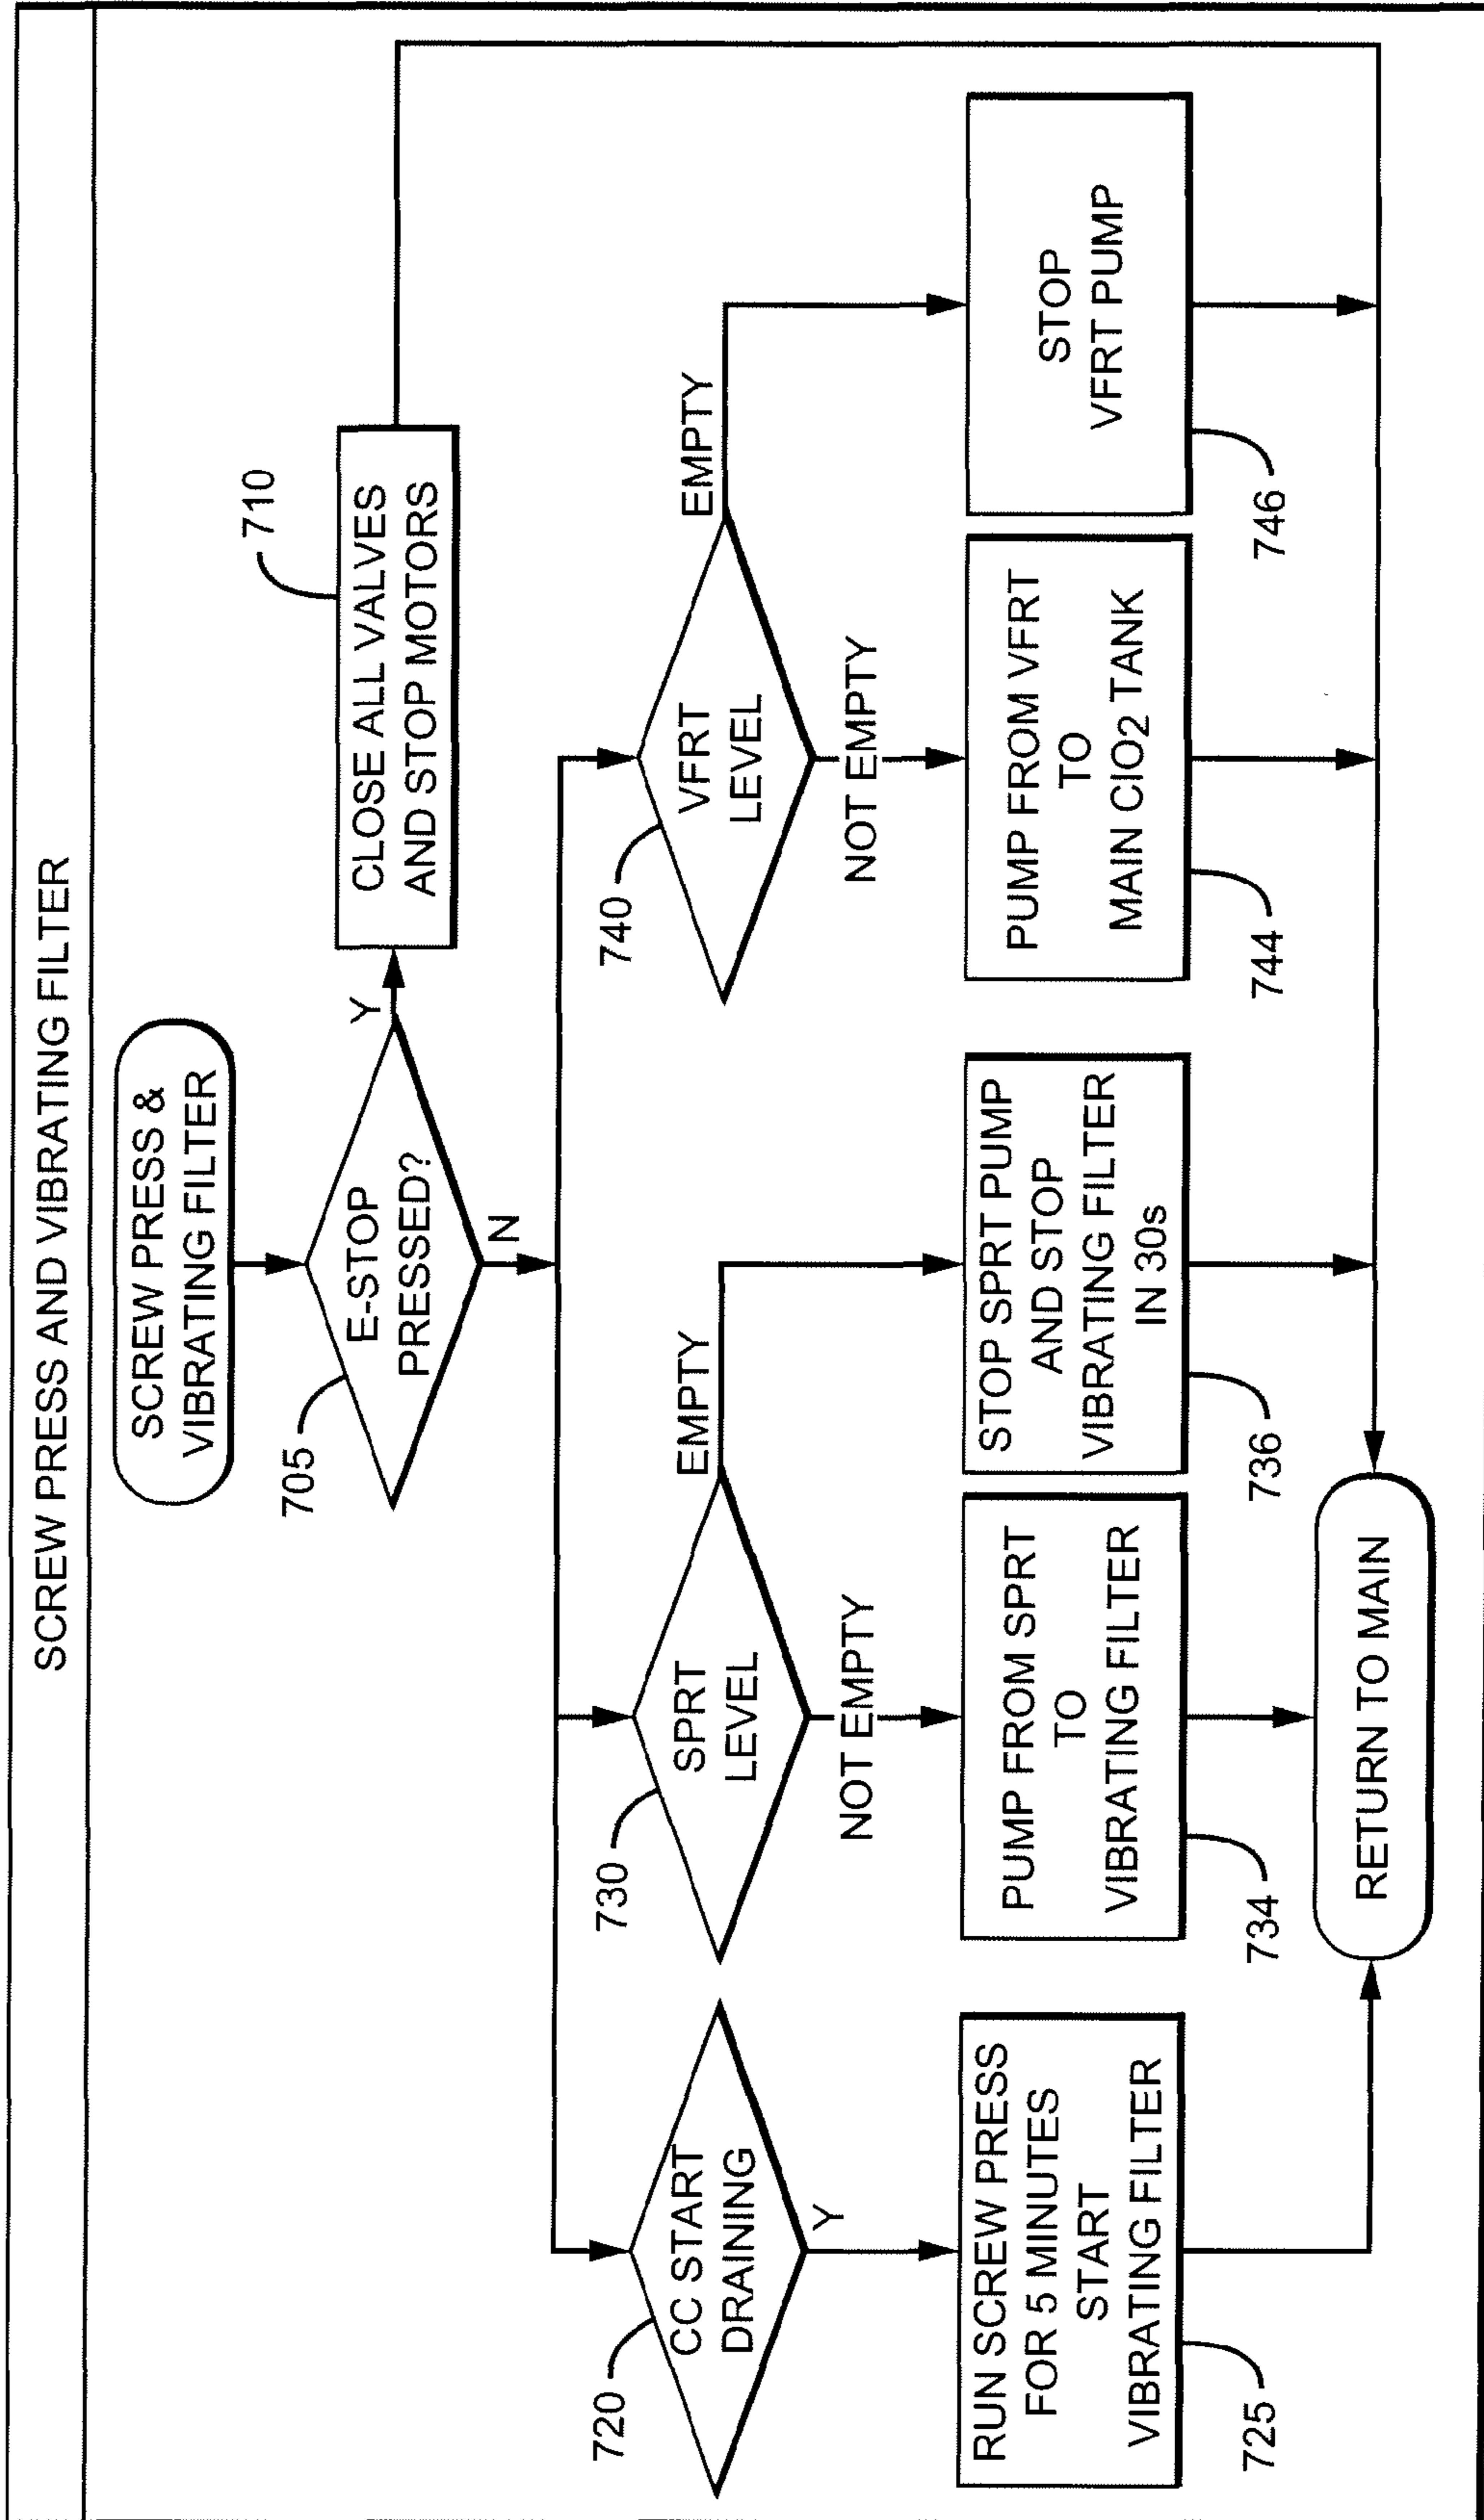 SCREW PRESS AND VIBRATING FILTER
SCREW PRESS &
VIBRATING FILTER
705
E-STOP
PRESSED?
Y
N
710
CLOSE ALL VALVES
AND STOP MOTORS
720
CC START
DRAINING
Y
730
SPRT
LEVEL
EMPTY
NOT EMPTY
740
VFRT
LEVEL
EMPTY
NOT EMPTY
RUN SCREW PRESS
FOR 5 MINUTES
START
VIBRATING FILTER
725
PUMP FROM SPRT
TO
VIBRATING FILTER
734
STOP SPRT PUMP
AND STOP
VIBRATING FILTER
IN 30s
736
PUMP FROM VFRT
TO
MAIN ClO2 TANK
744
STOP
VFRT PUMP
746
RETURN TO MAIN